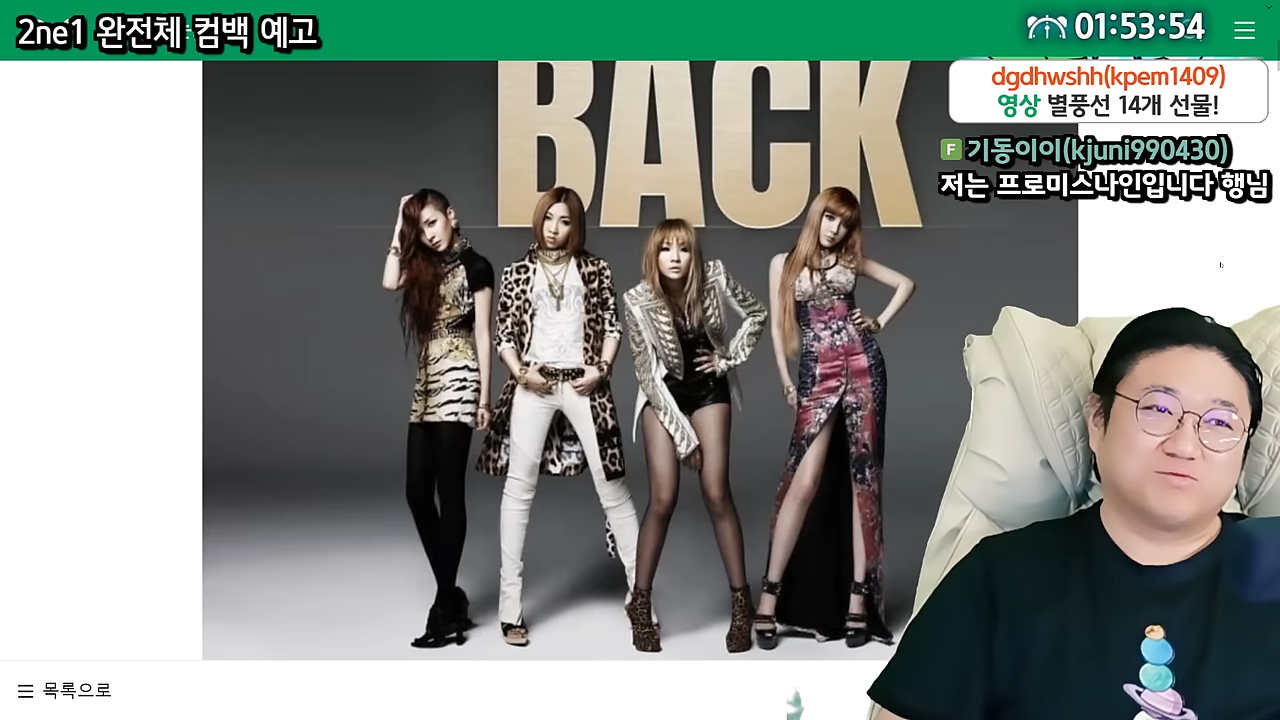 2ne1 완전체 컴백 예고
01:53:54
BACK
dgdhwshh(kpem1409)
영상 별풍선 14개 선물!
F 기동이이(kjuni990430)
저는 프로미스나인입니다 행님
목록으로